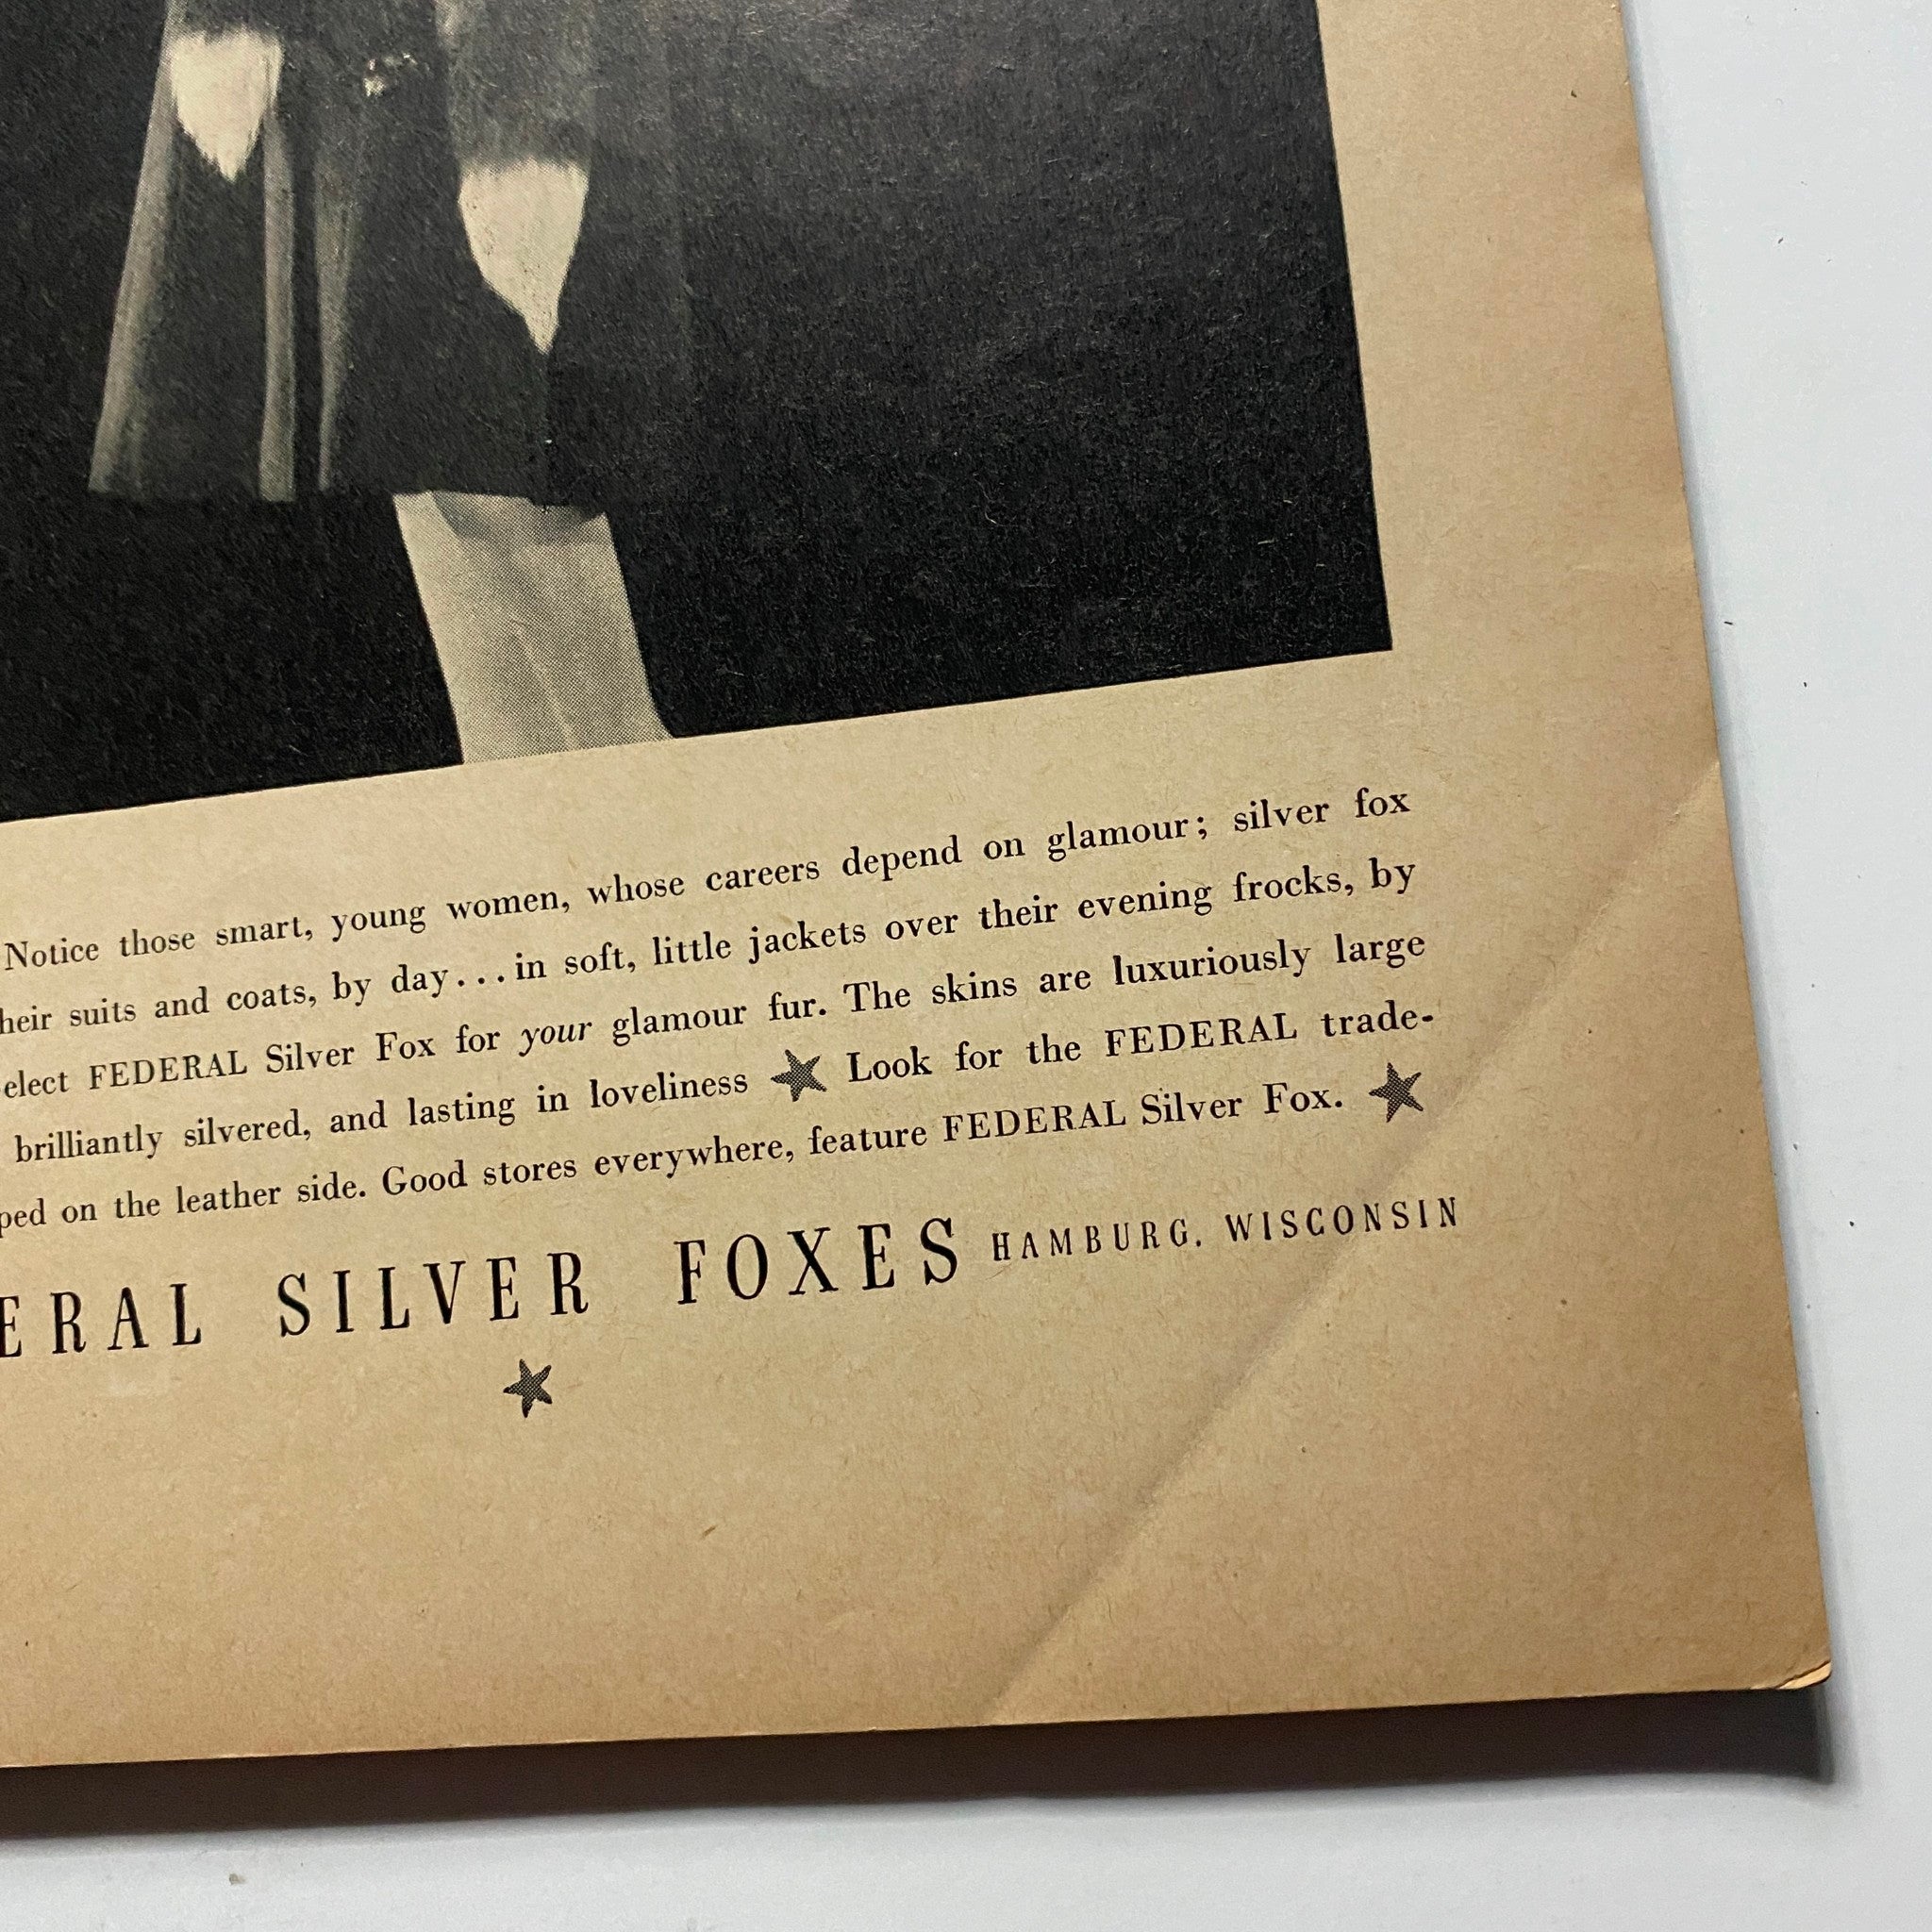 Notice those smart, young women, whose careers depend on glamour; silver fox
heir suits and coats, by day...in soft, little jackets over their evening frocks, by
elect FEDERAL Silver Fox for your glamour fur. The skins are luxuriously large
brilliantly silvered, and lasting in loveliness ★ Look for the FEDERAL trade-
ped on the leather side. Good stores everywhere, feature FEDERAL Silver Fox. ★
ERAL SILVER FOXES HAMBURG, WISCONSIN